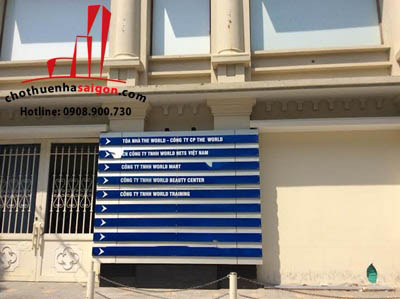 chothuenhasaigon.com
Hotline: 0908.900.730
TÒA NHÀ THE WORLD - CÔNG TY CP THE WORLD
CÔNG TY TNHH WORLD BETS VIỆT NAM
CÔNG TY TNHH WORLD MART
CÔNG TY TNHH WORLD BEAUTY CENTER
CÔNG TY TNHH WORLD TRAINING